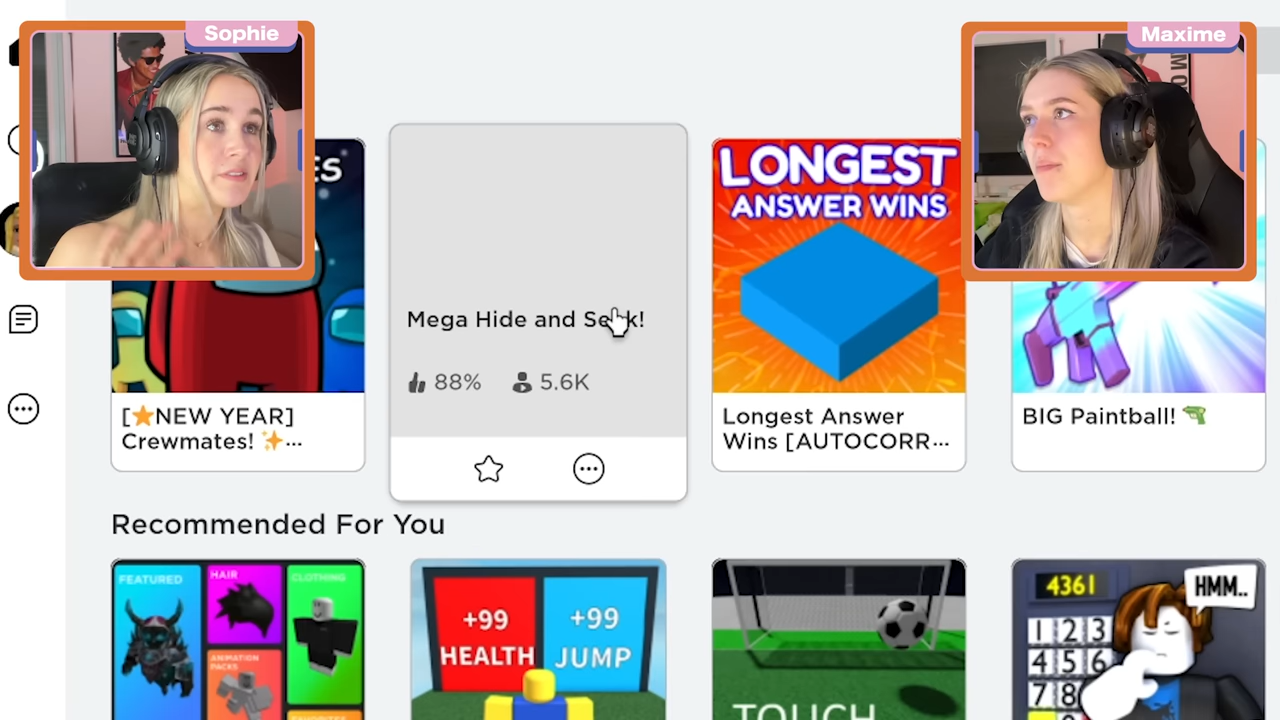 Sophie
Maxime
ES
LONGEST
ANSWER WINS
Mega Hide and Seek!
88% 5.6K
[⭐NEW YEAR]
Crewmates! ✨...
Longest Answer
Wins [AUTOCORR...
BIG Paintball! 🔫
Recommended For You
FEATURED
HAIR
CLOTHING
ANIMATION
PACKS
+99
HEALTH
+99
JUMP
TOUCH
4361
HMM..
1 2 3
4 5 6
7 8